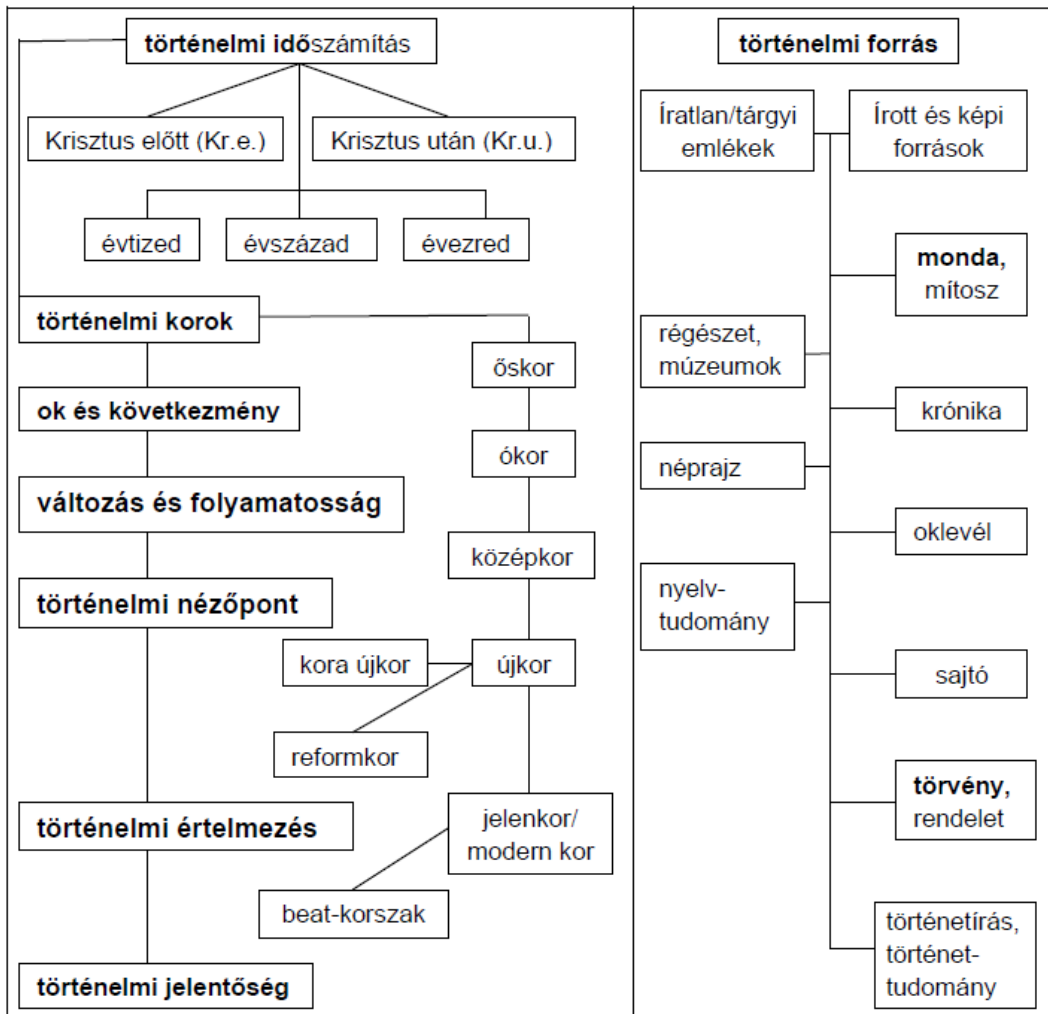 történelmi időszámítás
Krisztus előtt (Kr.e.)
Krisztus után (Kr.u.)
évtized
évszázad
évezred
történelmi korok
őskor
ok és következmény
ókor
változás és folyamatosság
középkor
történelmi nézőpont
kora újkor
újkor
reformkor
történelmi értelmezés
jelenkor/
modern kor
beat-korszak
történelmi jelentőség
történelmi forrás
Íratlan/tárgyi
emlékek
Írott és képi
források
monda,
mítosz
régészet,
múzeumok
krónika
néprajz
oklevél
nyelv-
tudomány
sajtó
törvény,
rendelet
történetírás,
történet-
tudomány